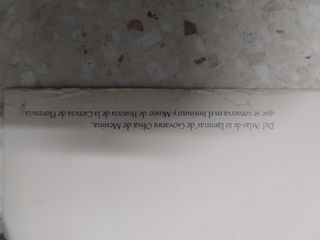 Del "Atlas de 10 láminas" de Giovanni Oliva de Mesina,
que se conserva en el Instituto y Museo de Historia de la Ciencia de Florencia.